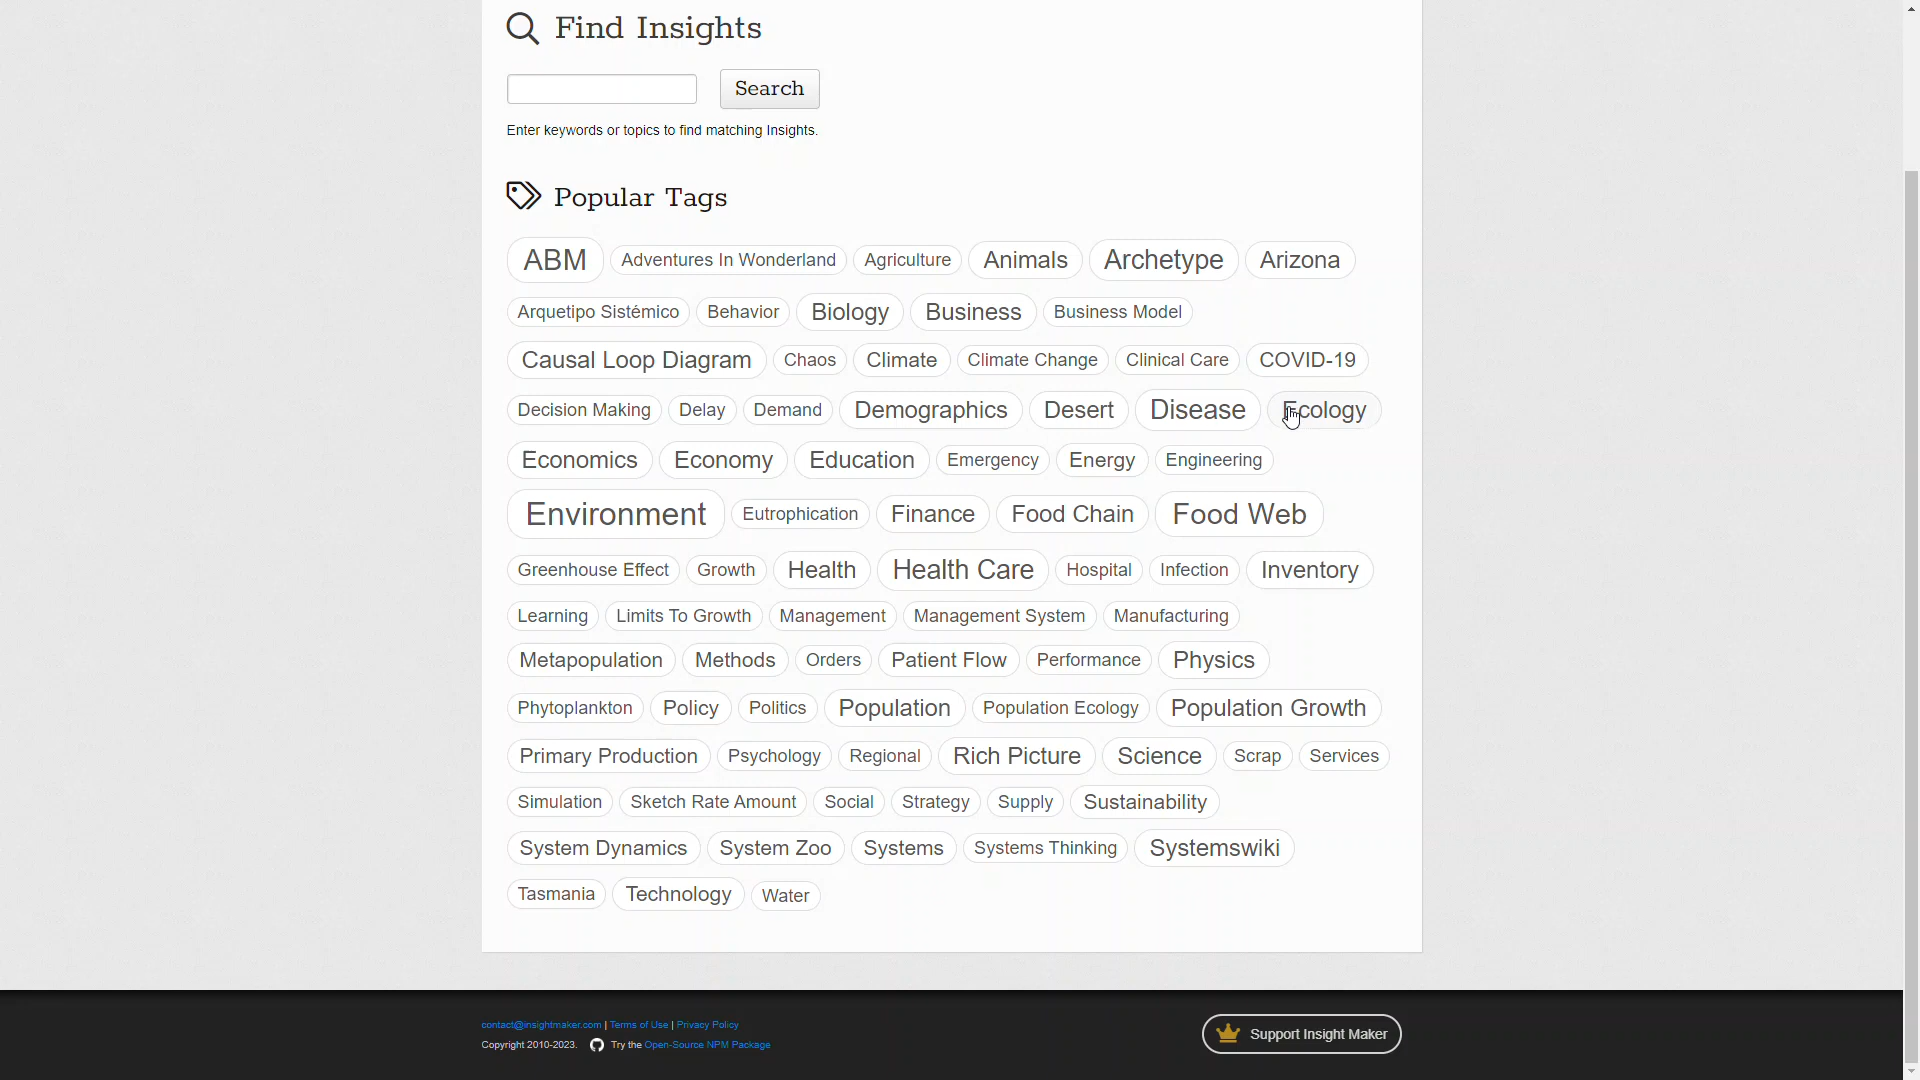 Find Insights
Search
Enter keywords or topics to find matching Insights.
Popular Tags
ABM Adventures In Wonderland Agriculture Animals Archetype Arizona
Arquetipo Sistémico Behavior Biology Business Business Model
Causal Loop Diagram Chaos Climate Climate Change Clinical Care COVID-19
Decision Making Delay Demand Demographics Desert Disease Ecology
Economics Economy Education Emergency Energy Engineering
Environment Eutrophication Finance Food Chain Food Web
Greenhouse Effect Growth Health Health Care Hospital Infection Inventory
Learning Limits To Growth Management Management System Manufacturing
Metapopulation Methods Orders Patient Flow Performance Physics
Phytoplankton Policy Politics Population Population Ecology Population Growth
Primary Production Psychology Regional Rich Picture Science Scrap Services
Simulation Sketch Rate Amount Social Strategy Supply Sustainability
System Dynamics System Zoo Systems Systems Thinking Systemswiki
Tasmania Technology Water
contact@insightmaker.com | Terms of Use | Privacy Policy
Copyright 2010-2023. Try the Open-Source NPM Package
Support Insight Maker